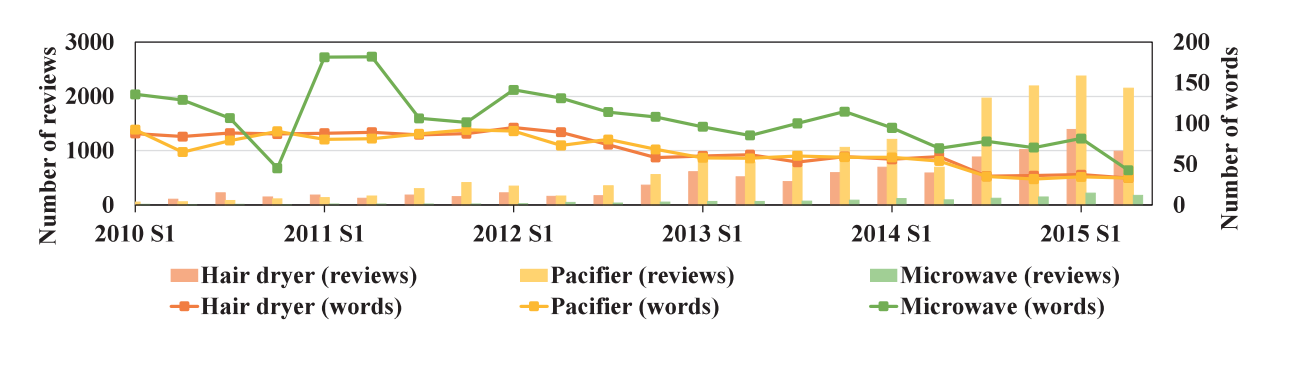 Number of reviews
3000
2000
1000
0
200
150
100
50
0
Number of words
2010 S1 2011 S1 2012 S1 2013 S1 2014 S1 2015 S1
Hair dryer (reviews) Pacifier (reviews) Microwave (reviews)
Hair dryer (words) Pacifier (words) Microwave (words)